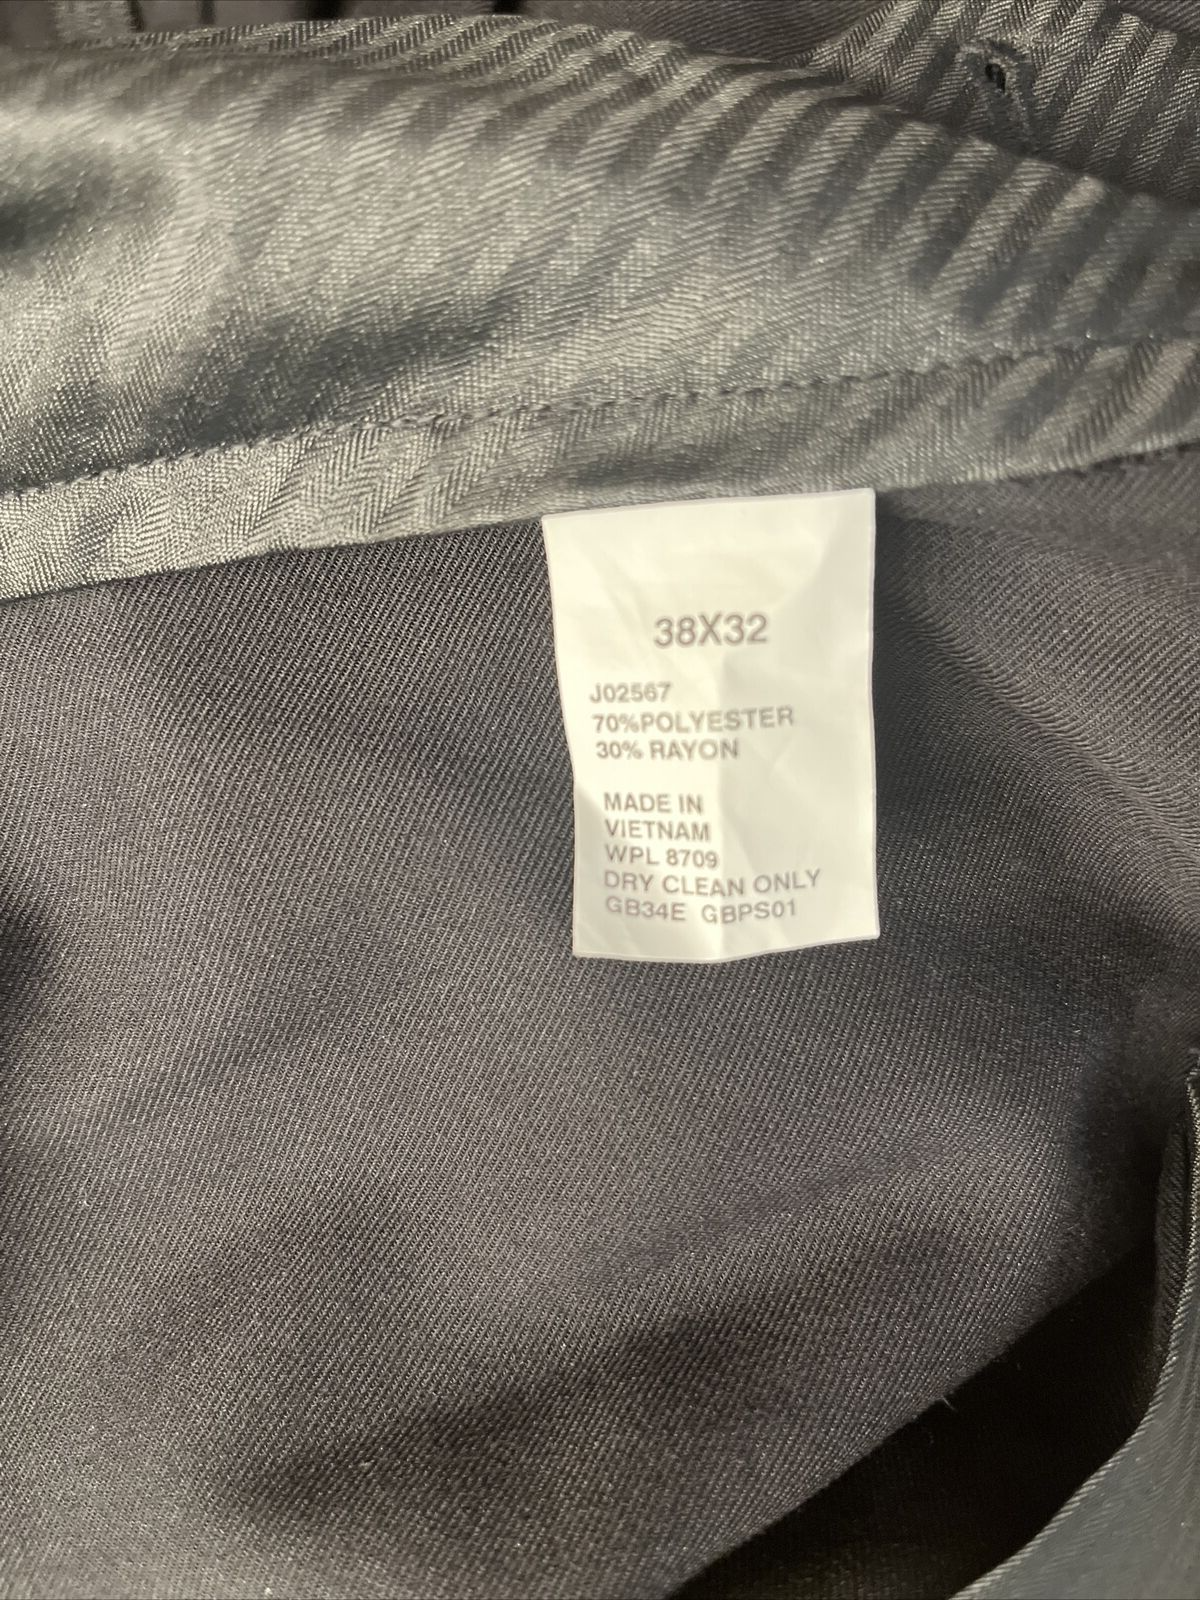 38X32
J02567
70%POLYESTER
30% RAYON
MADE IN
VIETNAM
WPL 8709
DRY CLEAN ONLY
GB34E GBPS01